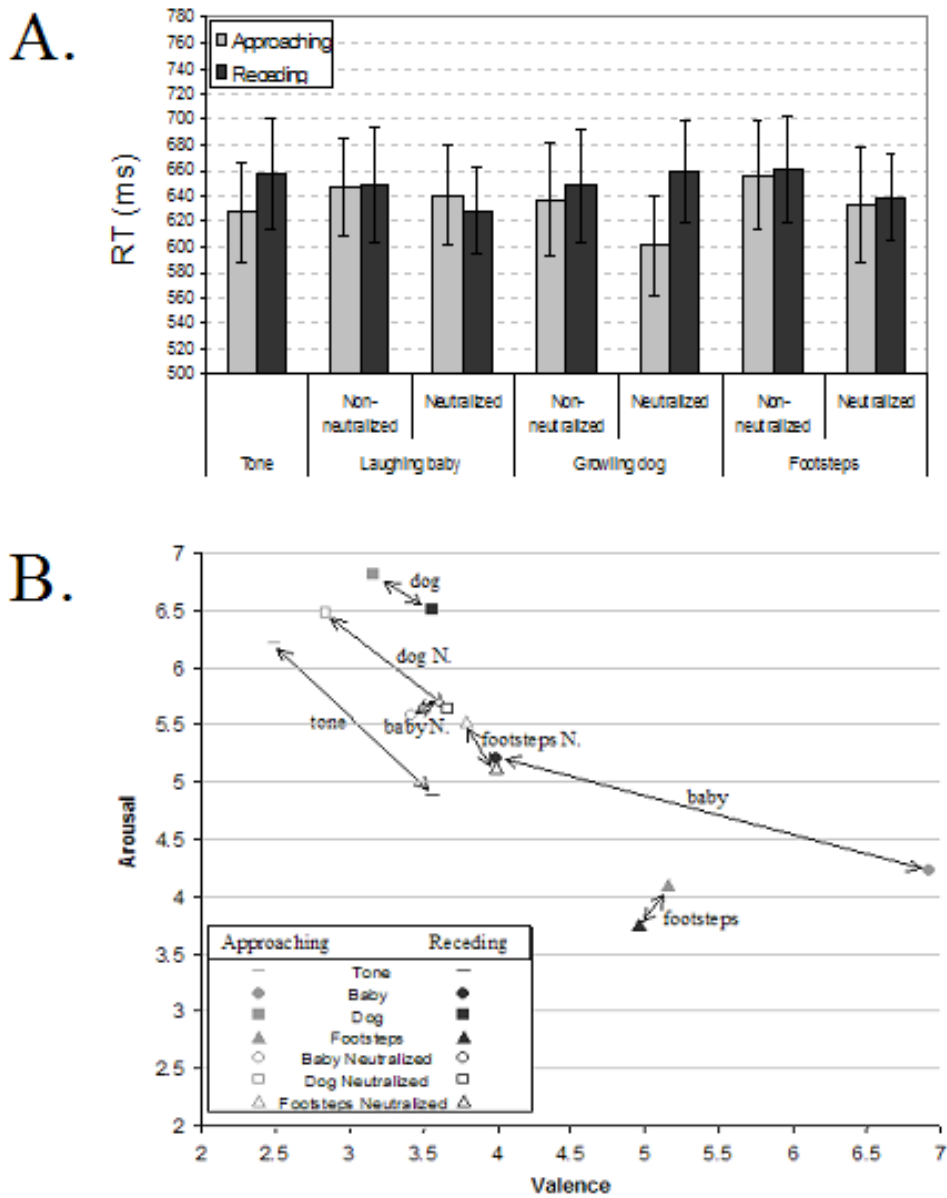 A.
780
760
740
720
700
680
660
640
620
600
580
560
540
520
500
RT (ms)
Approaching
Receding
Non-neutralized
Neutralized
Non-neutralized
Neutralized
Non-neutralized
Neutralized
Tone
Laughing baby
Growling dog
Footsteps
B.
7
6.5
6
5.5
5
4.5
4
3.5
3
2.5
2
Arousal
dog
dog N.
tone
baby N.
footsteps N.
baby
footsteps
Approaching Receding
Tone
Baby
Dog
Footsteps
Baby Neutralized
Dog Neutralized
Footsteps Neutralized
2 2.5 3 3.5 4 4.5 5 5.5 6 6.5 7
Valence